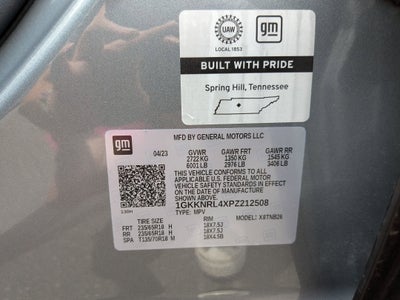 UAW
LOCAL 1853
gm
BUILT WITH PRIDE
Spring Hill, Tennessee
gm
MFD BY GENERAL MOTORS LLC
04/23 GVWR GAWR FRT GAWR RR
2722 KG 1350 KG 1545 KG
6001 LB 2976 LB 3406 LB
THIS VEHICLE CONFORMS TO ALL
APPLICABLE U.S. FEDERAL MOTOR
VEHICLE SAFETY STANDARDS IN
EFFECT ON THE DATE OF
MANUFACTURE SHOWN ABOVE.
1GKKNRL4XPZ212508
TYPE: MPV MODEL: X8TNB26
TIRE SIZE RIM
FRT 235/65R18 H 18X7.5J
RR 235/65R18 H 18X7.5J
SPA T135/70R18 M 18X4.5B